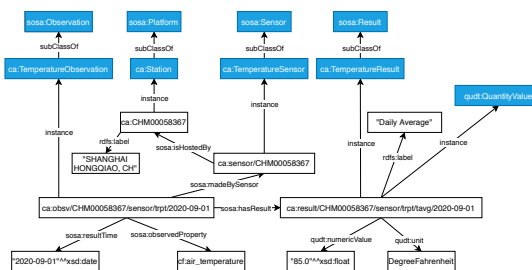 sosa:Observation
sosa:Platform
sosa:Sensor
sosa:Result
subClassOf
subClassOf
subClassOf
subClassOf
ca:TemperatureObservation
ca:Station
ca:TemperatureSensor
ca:TemperatureResult
qudt:QuantityValue
instance
instance
instance
instance
instance
ca:CHM00058367
"Daily Average"
rdfs:label
sosa:isHostedBy
rdfs:label
"SHANGHAI
HONGQIAO, CH"
ca:sensor/CHM00058367
sosa:madeBySensor
ca:obsv/CHM00058367/sensor/trpt/2020-09-01
sosa:hasResult
ca:result/CHM00058367/sensor/trpt/tavg/2020-09-01
sosa:resultTime
sosa:observedProperty
qudt:numericValue
qudt:unit
"2020-09-01"^^xsd:date
cf:air_temperature
"85.0"^^xsd:float
DegreeFahrenheit